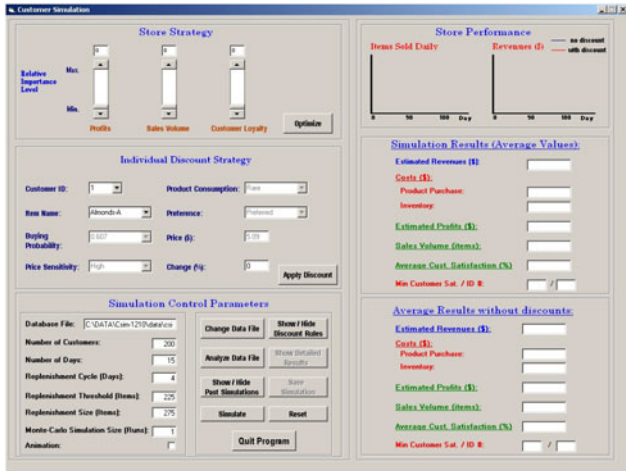 Customer Simulation
Store Strategy
0 0 0
Relative Importance Level
Max.
Min.
Profits Sales Volume Customer Loyalty
Optimize
Individual Discount Strategy
Customer ID: 1
Product Consumption: Rare
Item Name: Almonds-A
Preference: Preferred
Buying Probability: 0.607
Price ($): 5.09
Price Sensitivity: High
Change (%): 0
Apply Discount
Simulation Control Parameters
Database File: C:\DATA\Csim-1210\data\csi
Number of Customers: 200
Number of Days: 15
Replenishment Cycle (Days): 4
Replenishment Threshold (Items): 225
Replenishment Size (Items): 275
Monte-Carlo Simulation Size (Runs): 1
Animation:
Change Data File
Show / Hide Discount Rules
Analyze Data File
Show Detailed Results
Show / Hide Past Simulations
Save Simulation
Simulate
Reset
Quit Program
Store Performance
no discount
with discount
Items Sold Daily
Revenues ($)
0 50 100 Day
0 50 100 Day
Simulation Results (Average Values):
Estimated Revenues ($):
Costs ($):
Product Purchase:
Inventory:
Estimated Profits ($):
Sales Volume (items):
Average Cust. Satisfaction (%)
Min Customer Sat. / ID #: /
Average Results without discounts:
Estimated Revenues ($):
Costs ($):
Product Purchase:
Inventory:
Estimated Profits ($):
Sales Volume (items):
Average Cust. Satisfaction (%)
Min Customer Sat. / ID #: /